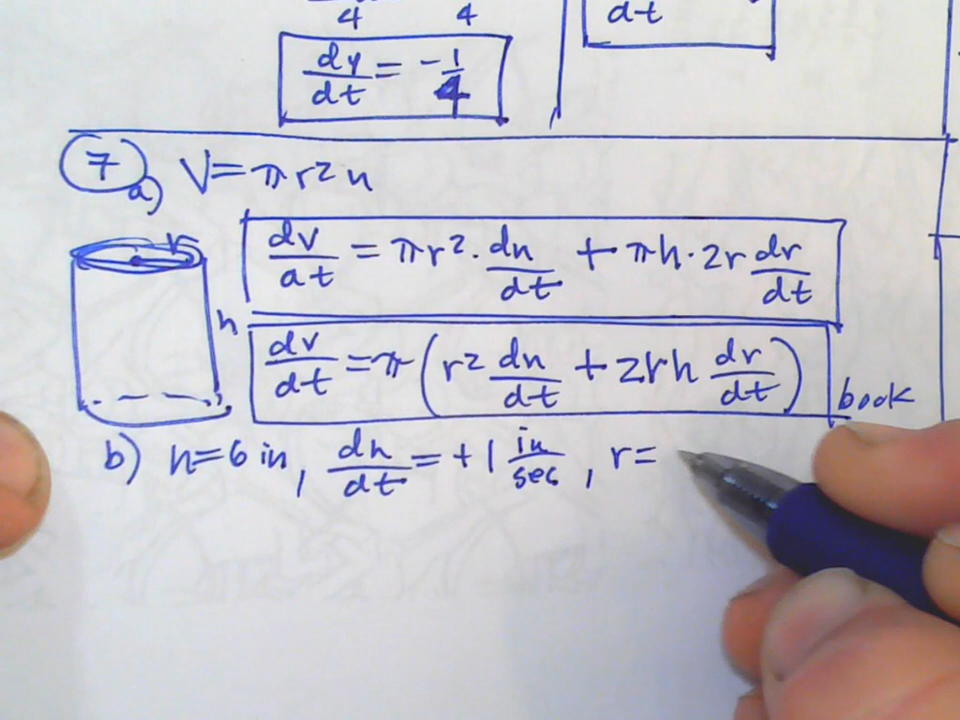 4 4
dy/dt = -1/4
dt
7 a) V = πr²h
r
dv/dt = πr² · dh/dt + πh · 2r dr/dt
h
dv/dt = π(r² dh/dt + 2rh dr/dt) book
b) h = 6 in, dh/dt = +1 in/sec, r =